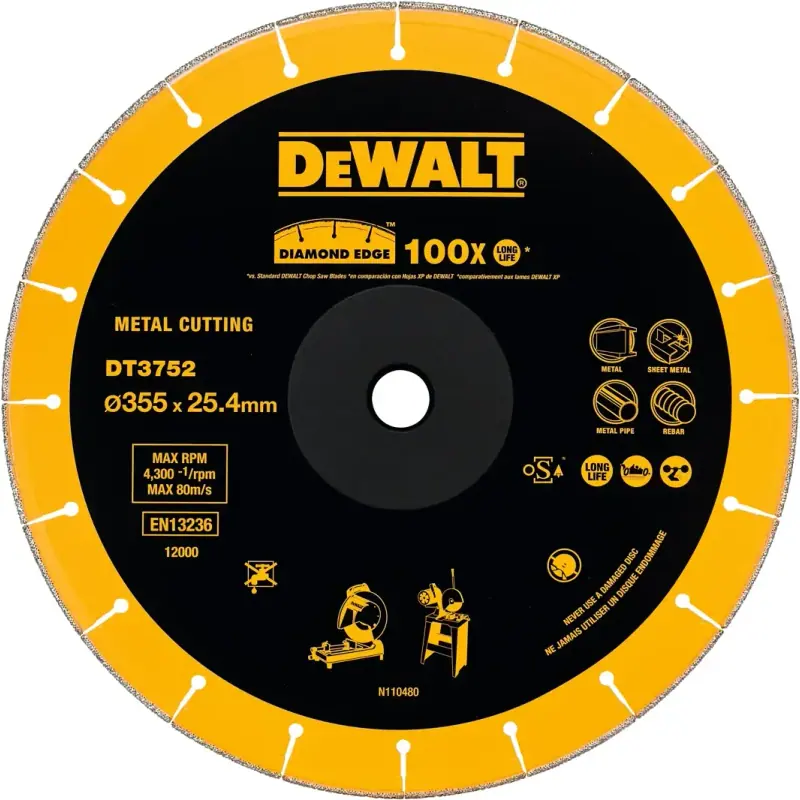 DEWALT®
DIAMOND EDGE™ 100x LONG LIFE *
*vs. Standard DEWALT Chop Saw Blades *en comparación con Hojas XP de DEWALT *comparativement aux lames DEWALT XP
METAL CUTTING
DT3752
Ø355 x 25.4mm
MAX RPM
4,300 -1/rpm
MAX 80m/s
EN13236
12000
METAL
SHEET METAL
METAL PIPE
REBAR
oSa
LONG LIFE
NEVER USE A DAMAGED DISC
NE JAMAIS UTILISER UN DISQUE ENDOMMAGE
N110480